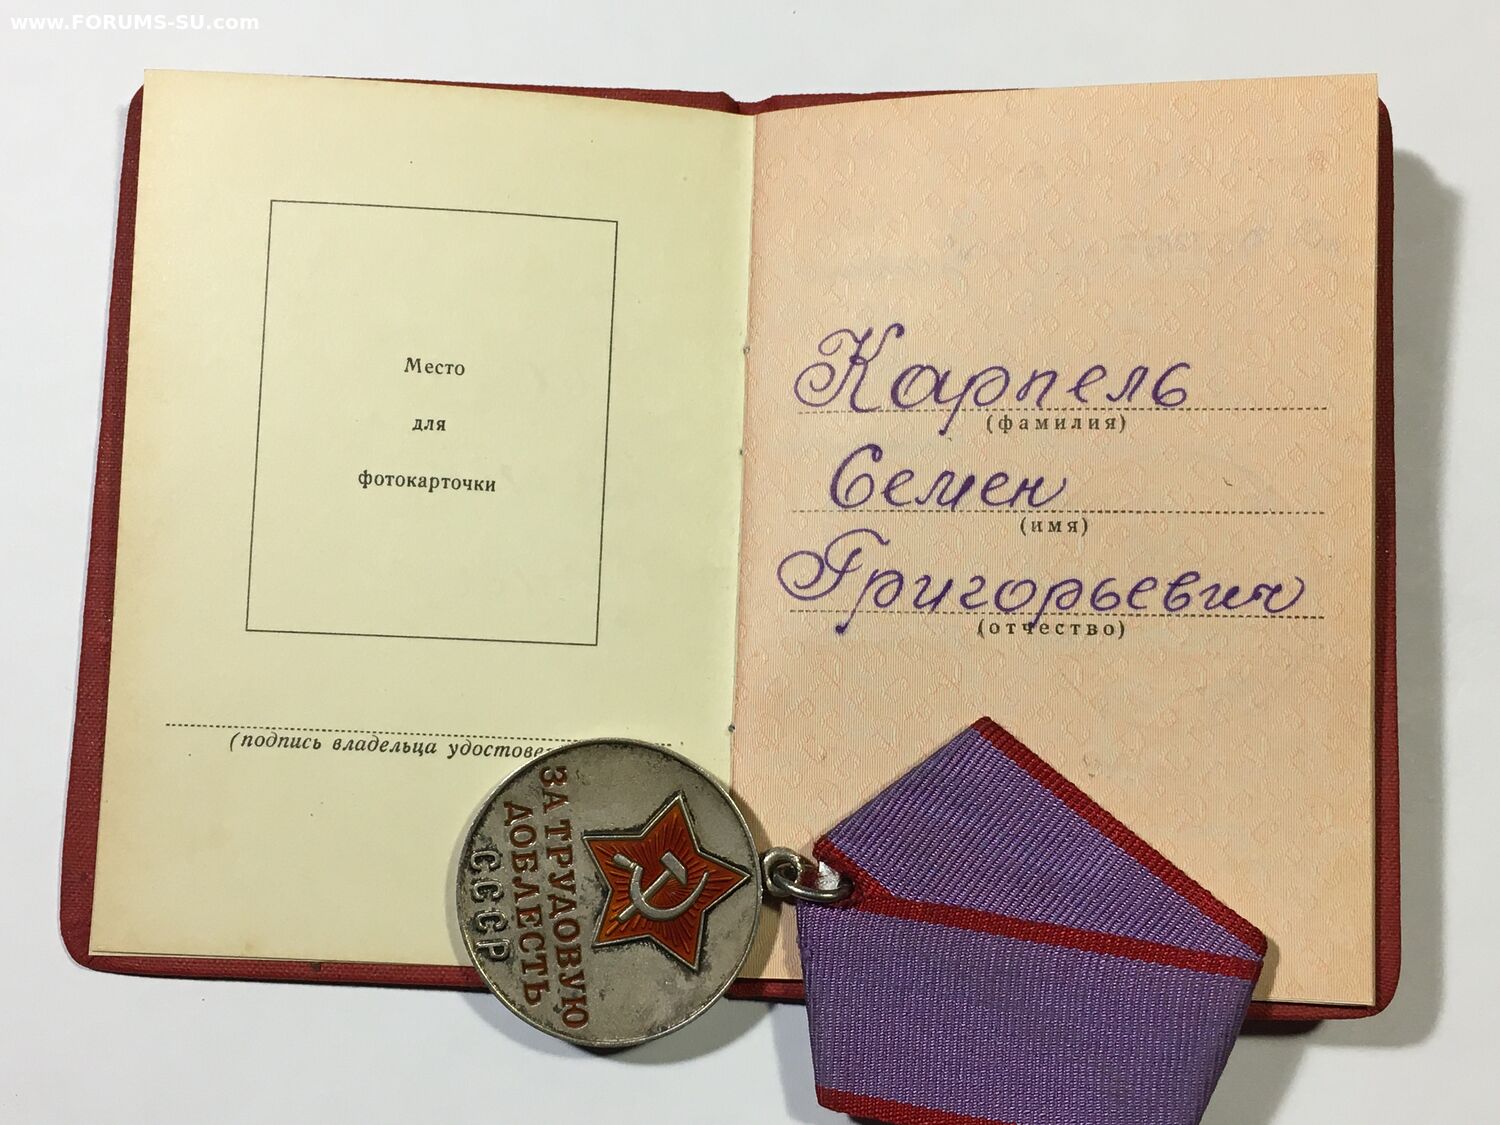 www.FORUMS-SU.com
Место
для
фотокарточки
(подпись владельца
Карпель
(фамилия)
Семен
(имя)
Григорьевич
(отчество)
ЗА ТРУДОВУЮ
ДОБЛЕСТЬ
СССР